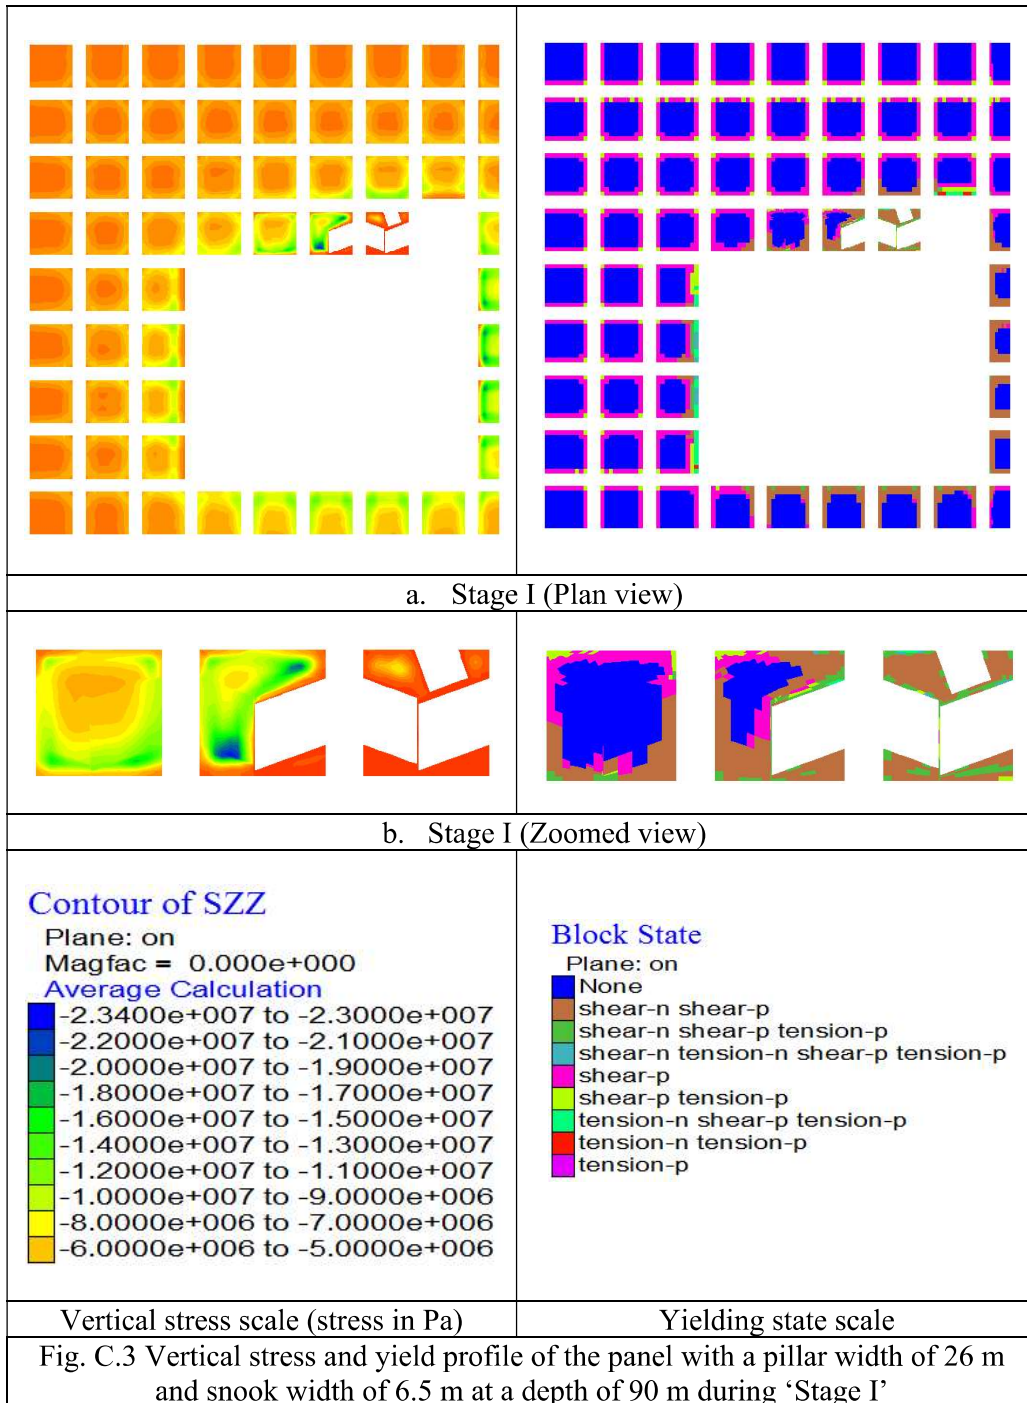 a. Stage I (Plan view)
b. Stage I (Zoomed view)
Contour of SZZ
Plane: on
Magfac = 0.000e+000
Average Calculation
-2.3400e+007 to -2.3000e+007
-2.2000e+007 to -2.1000e+007
-2.0000e+007 to -1.9000e+007
-1.8000e+007 to -1.7000e+007
-1.6000e+007 to -1.5000e+007
-1.4000e+007 to -1.3000e+007
-1.2000e+007 to -1.1000e+007
-1.0000e+007 to -9.0000e+006
-8.0000e+006 to -7.0000e+006
-6.0000e+006 to -5.0000e+006
Block State
Plane: on
None
shear-n shear-p
shear-n shear-p tension-p
shear-n tension-n shear-p tension-p
shear-p
shear-p tension-p
tension-n shear-p tension-p
tension-n tension-p
tension-p
Vertical stress scale (stress in Pa)
Yielding state scale
Fig. C.3 Vertical stress and yield profile of the panel with a pillar width of 26 m
and snook width of 6.5 m at a depth of 90 m during ‘Stage I’